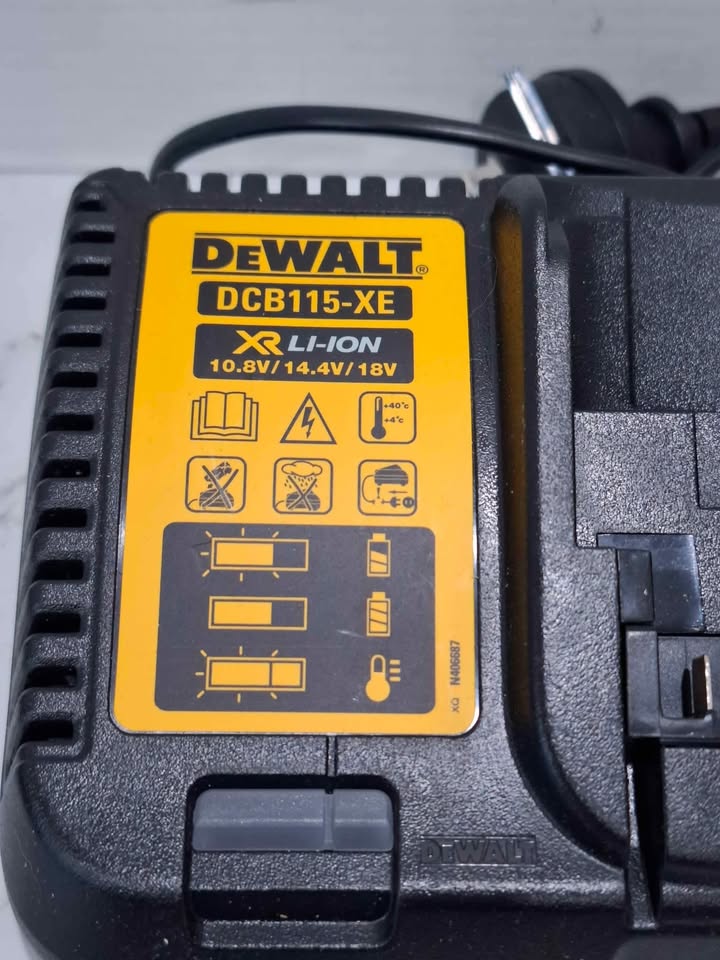 DEWALT®
DCB115-XE
XR LI-ION
10.8V/14.4V/18V
+40°c
+4°c
XQ N406687
DEWALT